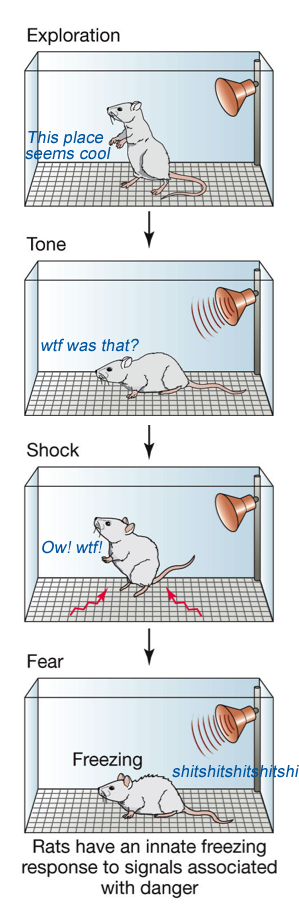 Exploration
This place
seems cool
Tone
wtf was that?
Shock
Ow! wtf!
Fear
Freezing
shitshitshitshitshi
Rats have an innate freezing
response to signals associated
with danger